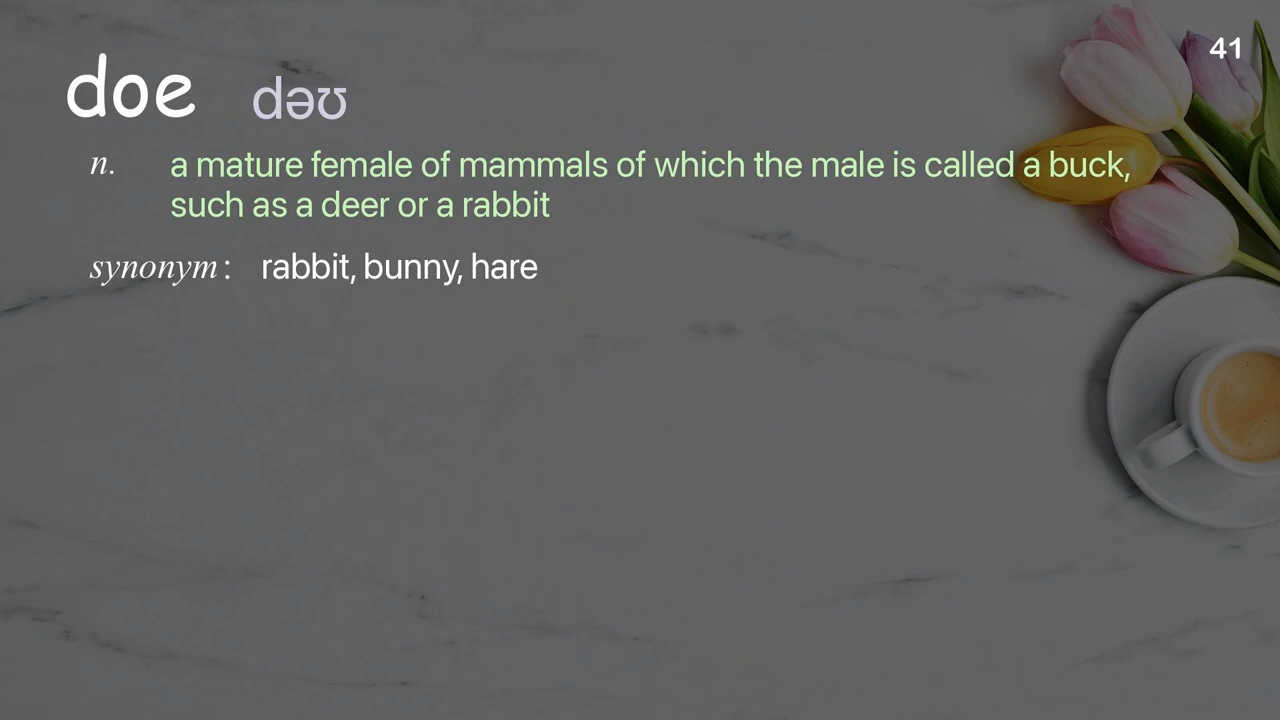 41
doe dəʊ
n. a mature female of mammals of which the male is called a buck,
such as a deer or a rabbit
synonym: rabbit, bunny, hare